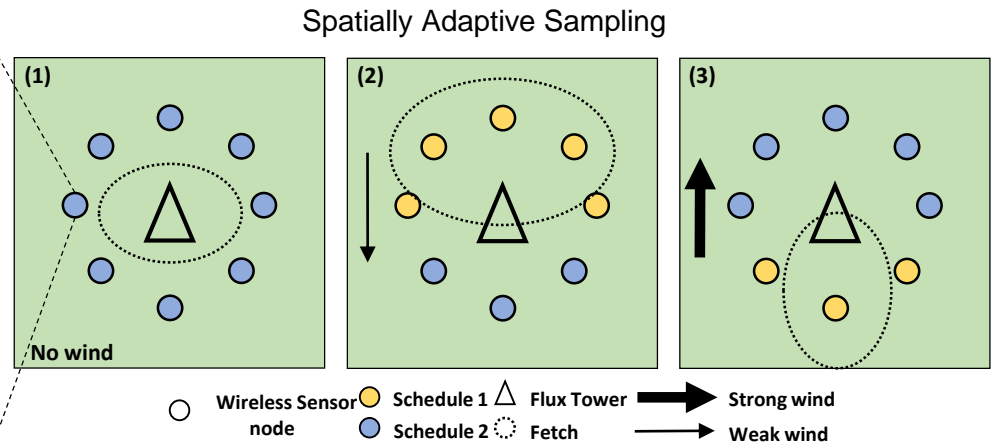 Spatially Adaptive Sampling
(1)
(2)
(3)
No wind
Wireless Sensor
node
Schedule 1
Schedule 2
Flux Tower
Fetch
Strong wind
Weak wind